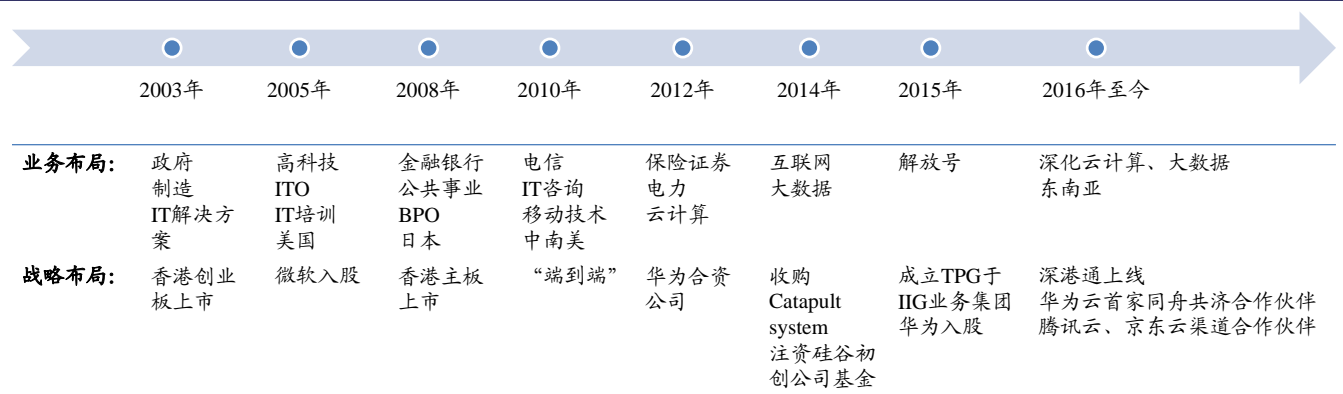 2003年 2005年 2008年 2010年 2012年 2014年 2015年 2016年至今
业务布局： 政府 高科技 金融银行 电信 保险证券 互联网 解放号 深化云计算、大数据
制造 ITO 公共事业 IT咨询 电力 大数据 东南亚
IT解决方 IT培训 BPO 移动技术 云计算
案 美国 日本 中南美
战略布局： 香港创业 微软入股 香港主板 “端到端” 华为合资 收购 成立TPG于 深港通上线
板上市 上市 公司 Catapult IIG业务集团 华为云首家同舟共济合作伙伴
system 华为入股 腾讯云、京东云渠道合作伙伴
注资硅谷初
创公司基金